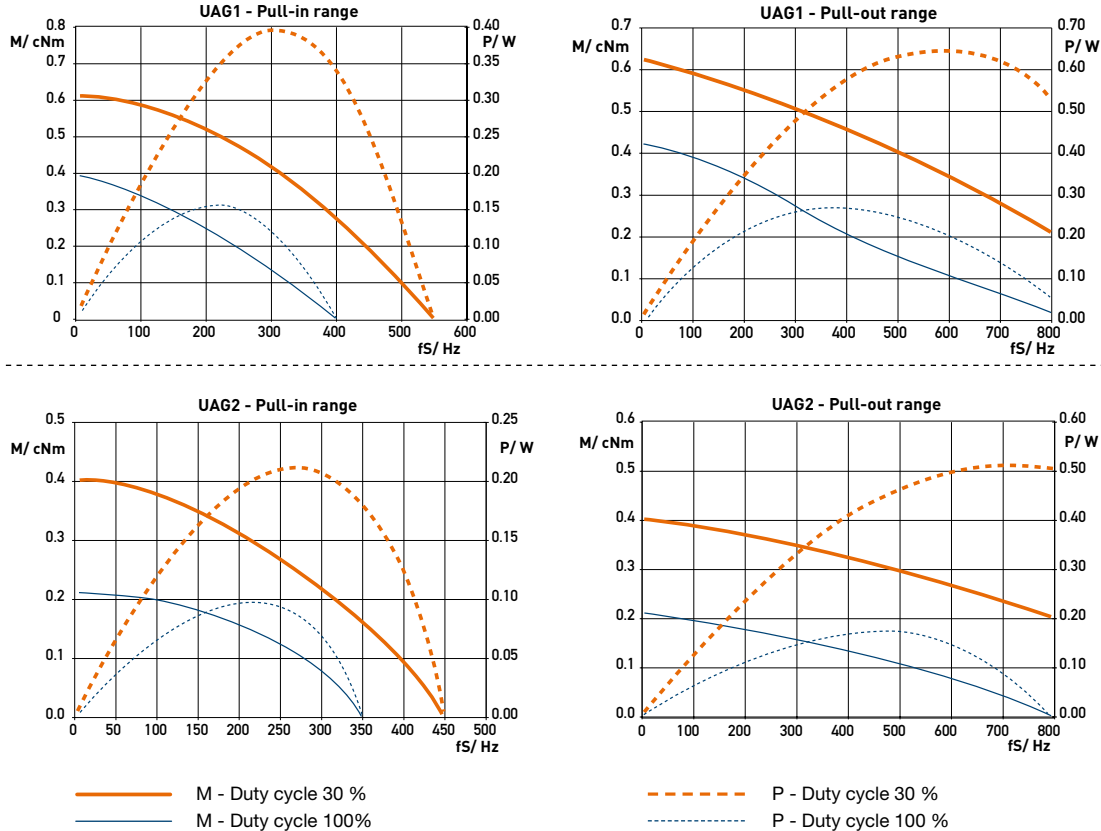 UAG1 - Pull-in range
M/ cNm
P/ W
0.8
0.7
0.6
0.5
0.4
0.3
0.2
0.1
0
0.40
0.35
0.30
0.25
0.20
0.15
0.10
0.05
0.00
100 200 300 400 500 600
fS/ Hz
UAG1 - Pull-out range
M/ cNm
P/ W
0.7
0.6
0.5
0.4
0.3
0.2
0.1
0.0
0.70
0.60
0.50
0.40
0.30
0.20
0.10
0.00
0 100 200 300 400 500 600 700 800
fS/ Hz
UAG2 - Pull-in range
M/ cNm
P/ W
0.5
0.4
0.3
0.2
0.1
0.0
0.25
0.20
0.15
0.10
0.05
0.00
0 50 100 150 200 250 300 350 400 450 500
fS/ Hz
UAG2 - Pull-out range
M/ cNm
P/ W
0.6
0.5
0.4
0.3
0.2
0.1
0.0
0.60
0.50
0.40
0.30
0.20
0.10
0.00
0 100 200 300 400 500 600 700 800
fS/ Hz
M - Duty cycle 30 %
M - Duty cycle 100%
P - Duty cycle 30 %
P - Duty cycle 100 %